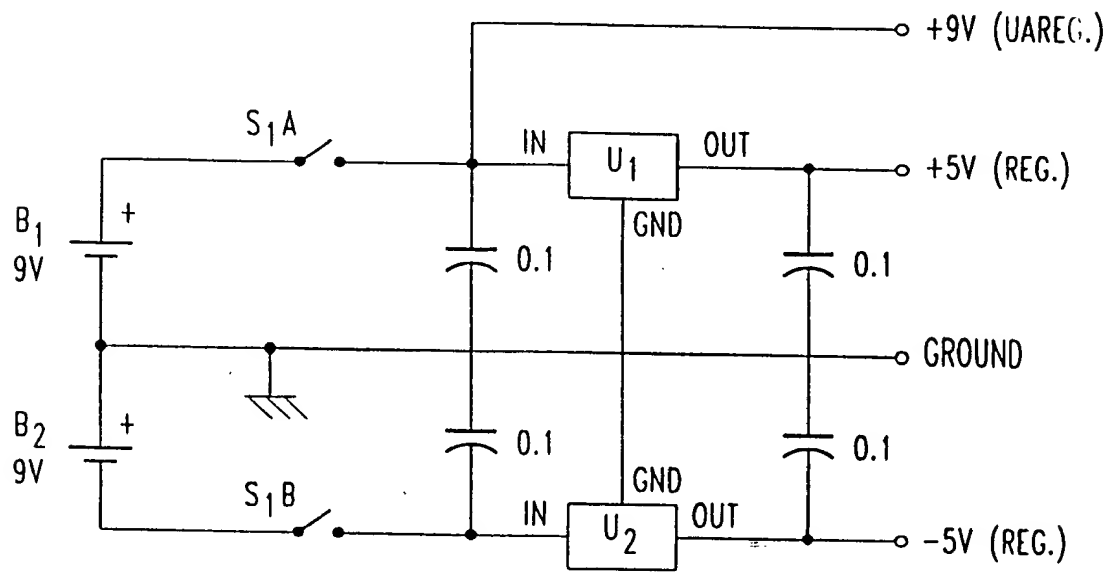 +9V (UAREG.)
S1A
IN
U1
OUT
+5V (REG.)
GND
B1
+
9V
0.1
0.1
GROUND
B2
+
9V
0.1
0.1
GND
S1B
IN
U2
OUT
-5V (REG.)